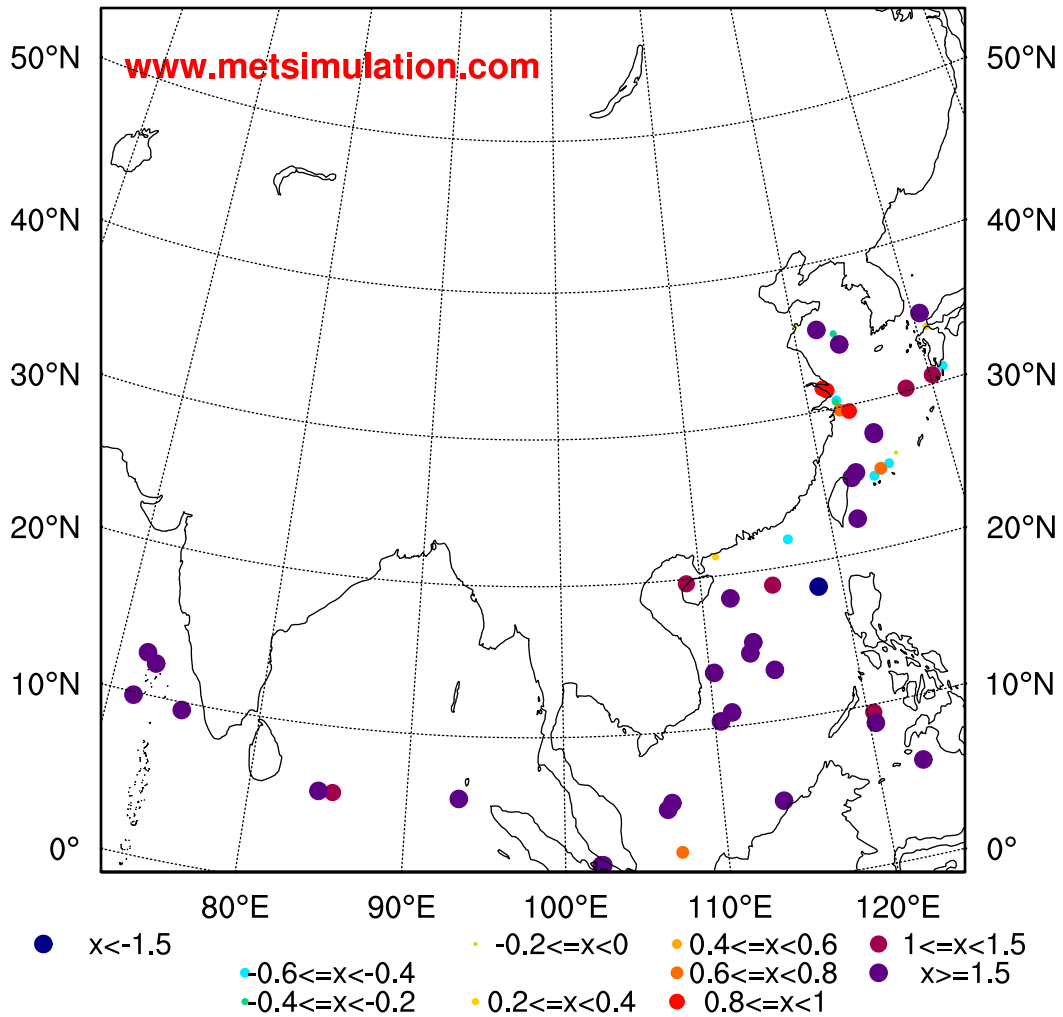 www.metsimulation.com
50°N 50°N
40°N 40°N
30°N 30°N
20°N 20°N
10°N 10°N
0° 0°
80°E 90°E 100°E 110°E 120°E
x<-1.5 -0.2<=x<0 0.4<=x<0.6 1<=x<1.5
-0.6<=x<-0.4 0.6<=x<0.8 x>=1.5
-0.4<=x<-0.2 0.2<=x<0.4 0.8<=x<1